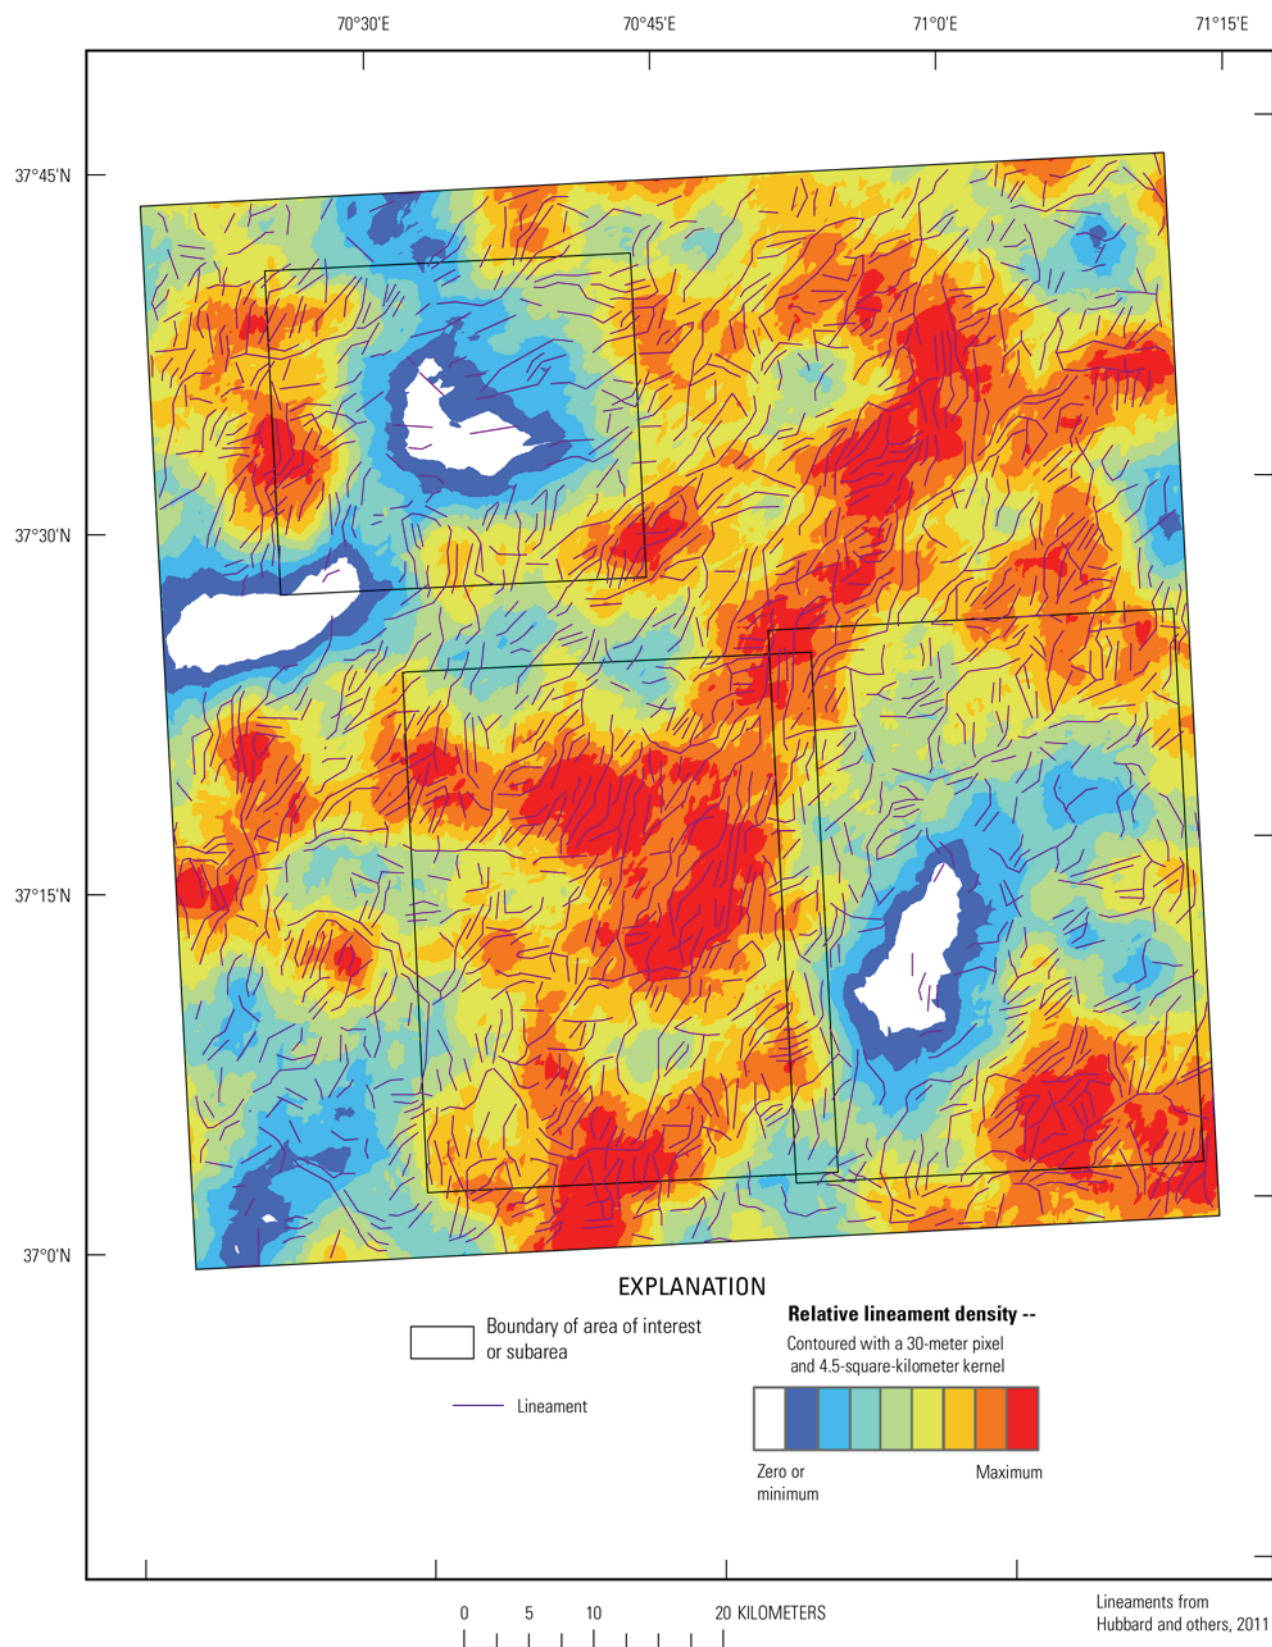 70°30'E 70°45'E 71°0'E 71°15'E
37°45'N
37°30'N
37°15'N
37°0'N
EXPLANATION
Boundary of area of interest
or subarea
Lineament
Relative lineament density --
Contoured with a 30-meter pixel
and 4.5-square-kilometer kernel
Zero or
minimum
Maximum
0 5 10 20 KILOMETERS
Lineaments from
Hubbard and others, 2011